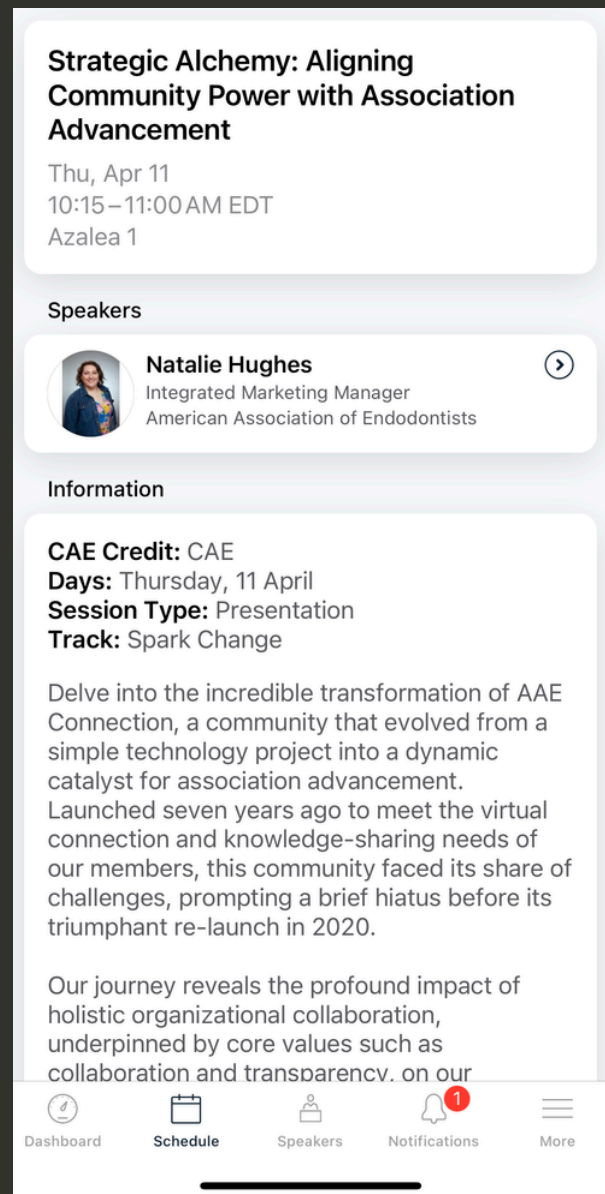 Strategic Alchemy: Aligning
Community Power with Association
Advancement
Thu, Apr 11
10:15–11:00 AM EDT
Azalea 1
Speakers
Natalie Hughes
Integrated Marketing Manager
American Association of Endodontists
Information
CAE Credit: CAE
Days: Thursday, 11 April
Session Type: Presentation
Track: Spark Change
Delve into the incredible transformation of AAE
Connection, a community that evolved from a
simple technology project into a dynamic
catalyst for association advancement.
Launched seven years ago to meet the virtual
connection and knowledge-sharing needs of
our members, this community faced its share of
challenges, prompting a brief hiatus before its
triumphant re-launch in 2020.
Our journey reveals the profound impact of
holistic organizational collaboration,
underpinned by core values such as
collaboration and transparency, on our
1
Dashboard
Schedule
Speakers
Notifications
More